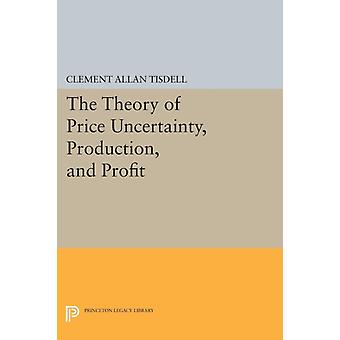 CLEMENT ALLAN TISDELL
The Theory of
Price Uncertainty,
Production,
and Profit
P
PRINCETON LEGACY LIBRARY